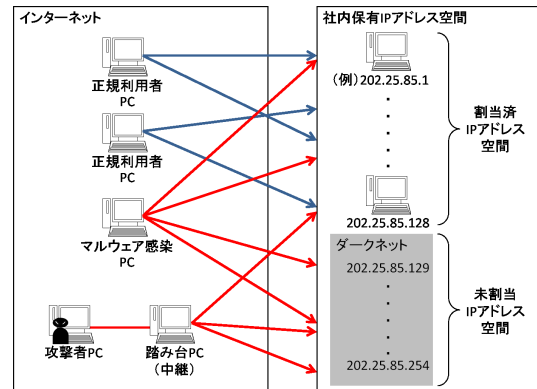 インターネット
正規利用者
PC
正規利用者
PC
マルウェア感染
PC
攻撃者PC
踏み台PC
(中継)
社内保有IPアドレス空間
(例)202.25.85.1
202.25.85.128
ダークネット
202.25.85.129
202.25.85.254
割当済
IPアドレス
空間
未割当
IPアドレス
空間